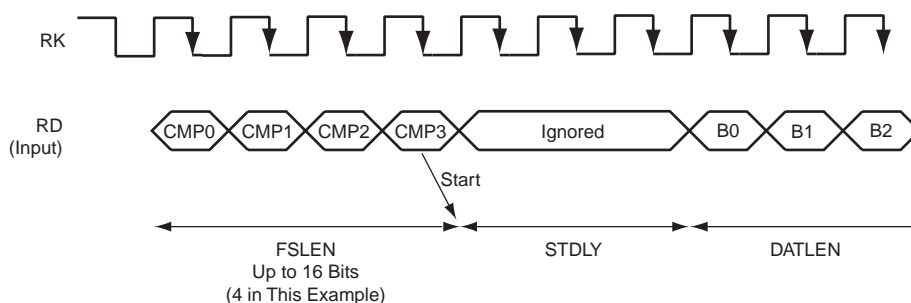 RK
RD
(Input)
CMP0
CMP1
CMP2
CMP3
Ignored
B0
B1
B2
Start
FSLEN
Up to 16 Bits
(4 in This Example)
STDLY
DATLEN